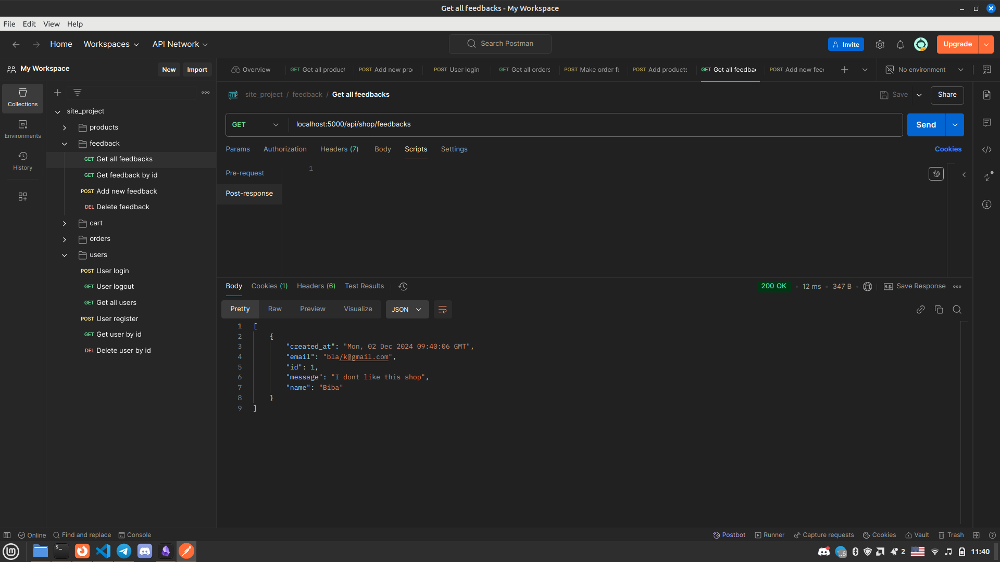 Get all feedbacks - My Workspace
File Edit View Help
Home Workspaces API Network Search Postman Invite Upgrade
My Workspace New Import
Overview GET Get all product POST Add new pro POST User login GET Get all orders POST Make order fo POST Add products GET Get all feedba POST Add new fee No environment
Collections
Environments
History
site_project
products
feedback
GET Get all feedbacks
GET Get feedback by id
POST Add new feedback
DEL Delete feedback
cart
orders
users
POST User login
GET User logout
GET Get all users
POST User register
GET Get user by id
DEL Delete user by id
HTTP site_project / feedback / Get all feedbacks Save Share
GET localhost:5000/api/shop/feedbacks Send
Params Authorization Headers (7) Body Scripts Settings Cookies
Pre-request
Post-response
1
Body Cookies (1) Headers (6) Test Results 200 OK 12 ms 347 B e.g. Save Response
Pretty Raw Preview Visualize JSON
1 [
2 {
3 "created_at": "Mon, 02 Dec 2024 09:40:06 GMT",
4 "email": "bla/k@gmail.com",
5 "id": 1,
6 "message": "I dont like this shop",
7 "name": "Biba"
8 }
9 ]
Online Find and replace Console Postbot Runner Capture requests Cookies Vault Trash
$_ ..6 2 11:40